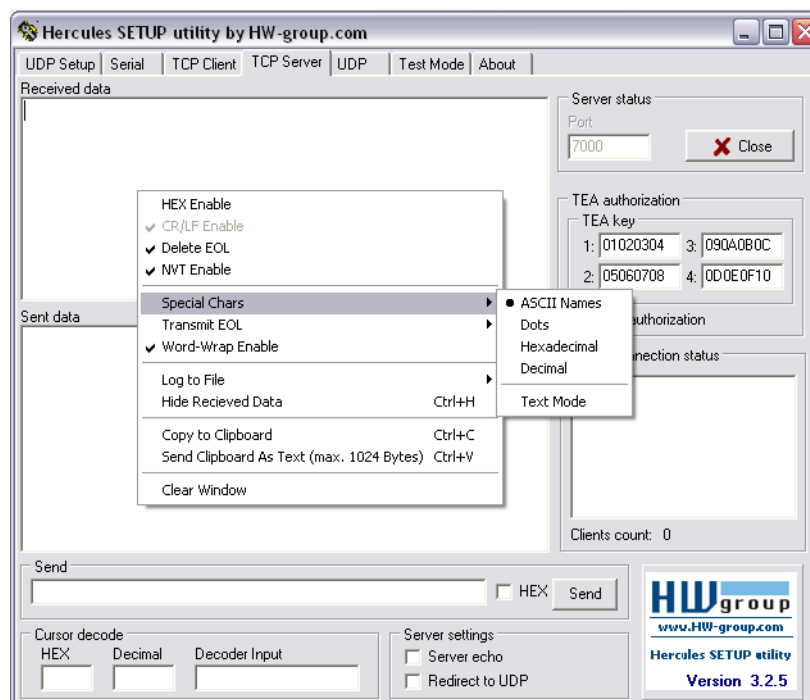 Hercules SETUP utility by HW-group.com
UDP Setup Serial TCP Client TCP Server UDP Test Mode About
Received data
Server status
Port
7000
Close
HEX Enable
CR/LF Enable
Delete EOL
NVT Enable
Special Chars
Transmit EOL
Word-Wrap Enable
Log to File
Hide Recieved Data Ctrl+H
Copy to Clipboard Ctrl+C
Send Clipboard As Text (max. 1024 Bytes) Ctrl+V
Clear Window
ASCII Names
Dots
Hexadecimal
Decimal
Text Mode
TEA authorization
TEA key
1: 01020304 3: 090A0B0C
2: 05060708 4: 0D0E0F10
authorization
nnection status
Sent data
Clients count: 0
Send
HEX Send
Cursor decode
HEX Decimal Decoder Input
Server settings
Server echo
Redirect to UDP
HW group
www.HW-group.com
Hercules SETUP utility
Version 3.2.5